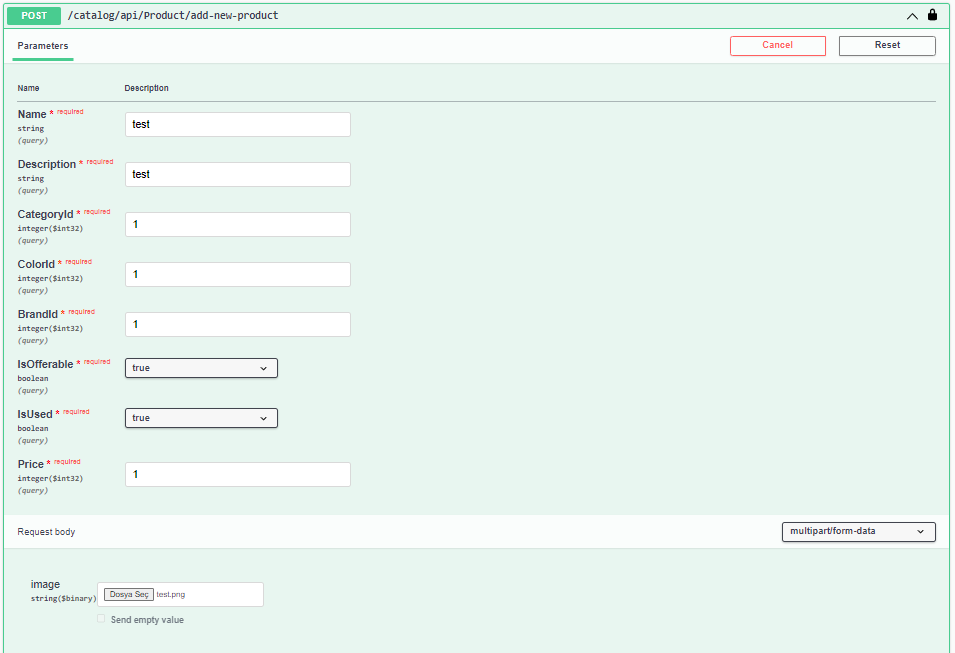 POST /catalog/api/Product/add-new-product
Parameters
Cancel
Reset
Name Description
Name * required
string
(query)
test
Description * required
string
(query)
test
CategoryId * required
integer($int32)
(query)
1
ColorId * required
integer($int32)
(query)
1
BrandId * required
integer($int32)
(query)
1
IsOfferable * required
boolean
(query)
true
IsUsed * required
boolean
(query)
true
Price * required
integer($int32)
(query)
1
Request body
multipart/form-data
image
string($binary)
Dosya Seç test.png
Send empty value